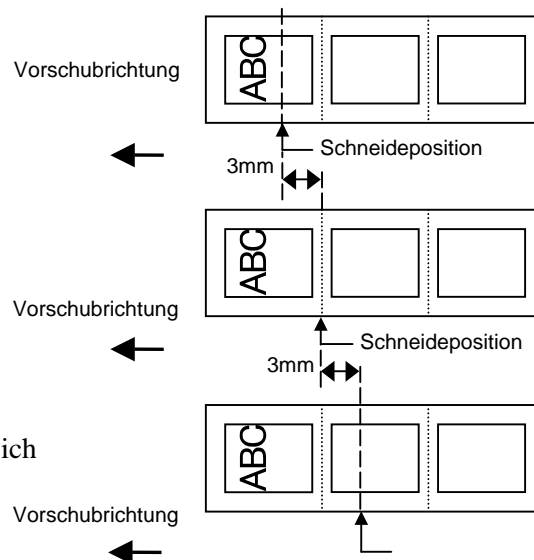 ABC
Vorschubrichtung
Schneideposition
3mm
ABC
Vorschubrichtung
Schneideposition
3mm
ich
ABC
Vorschubrichtung